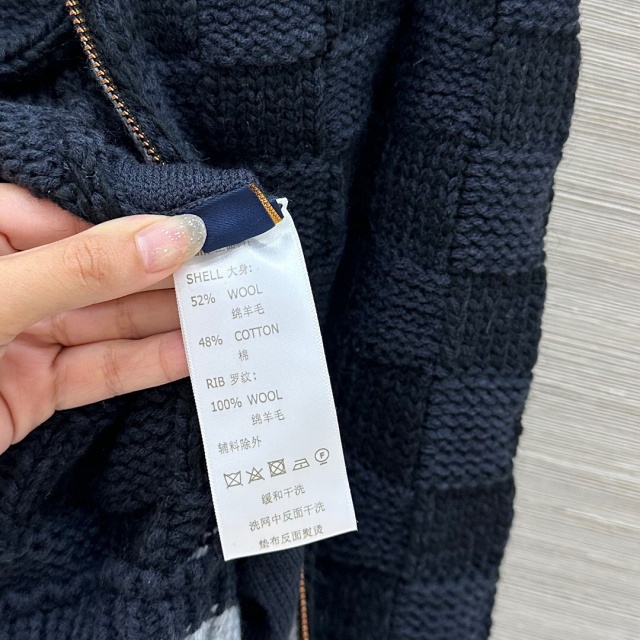 SHELL 大身:
52% WOOL
绵羊毛
48% COTTON
棉
RIB 罗纹:
100% WOOL
绵羊毛
辅料除外
缓和干洗
洗网中反面干洗
垫布反面熨烫